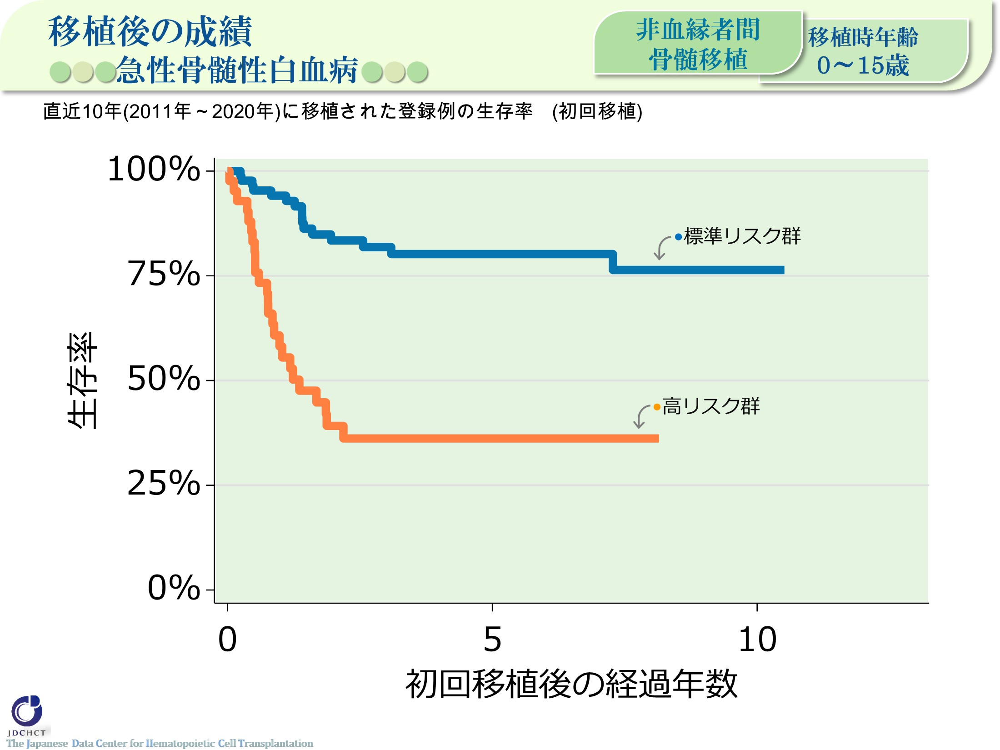 移植後の成績
急性骨髄性白血病
非血縁者間
骨髄移植
移植時年齢
0〜15歳
直近10年(2011年～2020年)に移植された登録例の生存率　(初回移植)
100%
75%
50%
25%
0%
生存率
標準リスク群
高リスク群
0
5
10
初回移植後の経過年数
JDCHCT
The Japanese Data Center for Hematopoietic Cell Transplantation